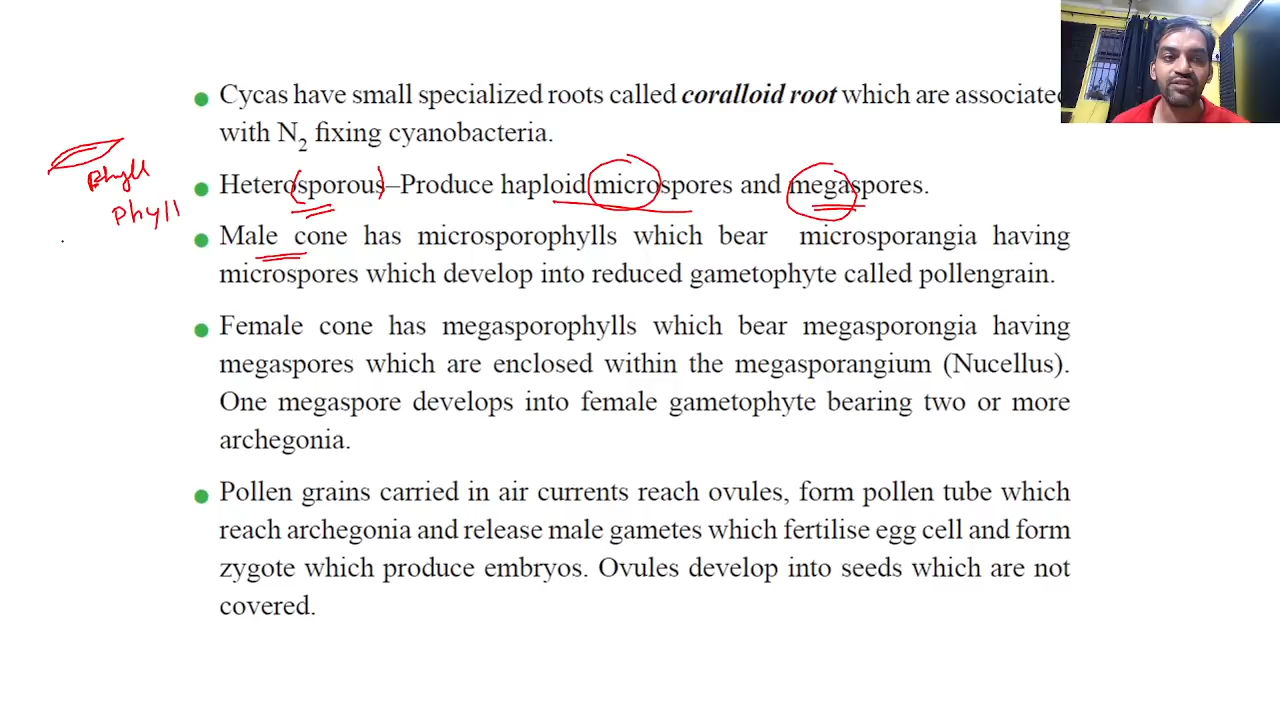 Cycas have small specialized roots called coralloid root which are associated
with N2 fixing cyanobacteria.
Phyll
Heterosporous–Produce haploid microspores and megaspores.
Phyll
Male cone has microsporophylls which bear microsporangia having
microspores which develop into reduced gametophyte called pollengrain.
Female cone has megasporophylls which bear megasporongia having
megaspores which are enclosed within the megasporangium (Nucellus).
One megaspore develops into female gametophyte bearing two or more
archegonia.
Pollen grains carried in air currents reach ovules, form pollen tube which
reach archegonia and release male gametes which fertilise egg cell and form
zygote which produce embryos. Ovules develop into seeds which are not
covered.